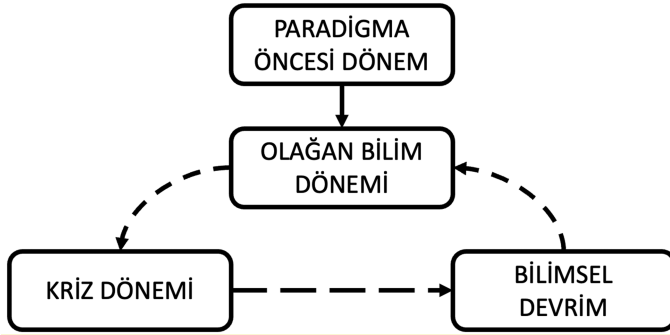 PARADİGMA
ÖNCESİ DÖNEM
OLAĞAN BİLİM
DÖNEMİ
KRİZ DÖNEMİ
BİLİMSEL
DEVRİM